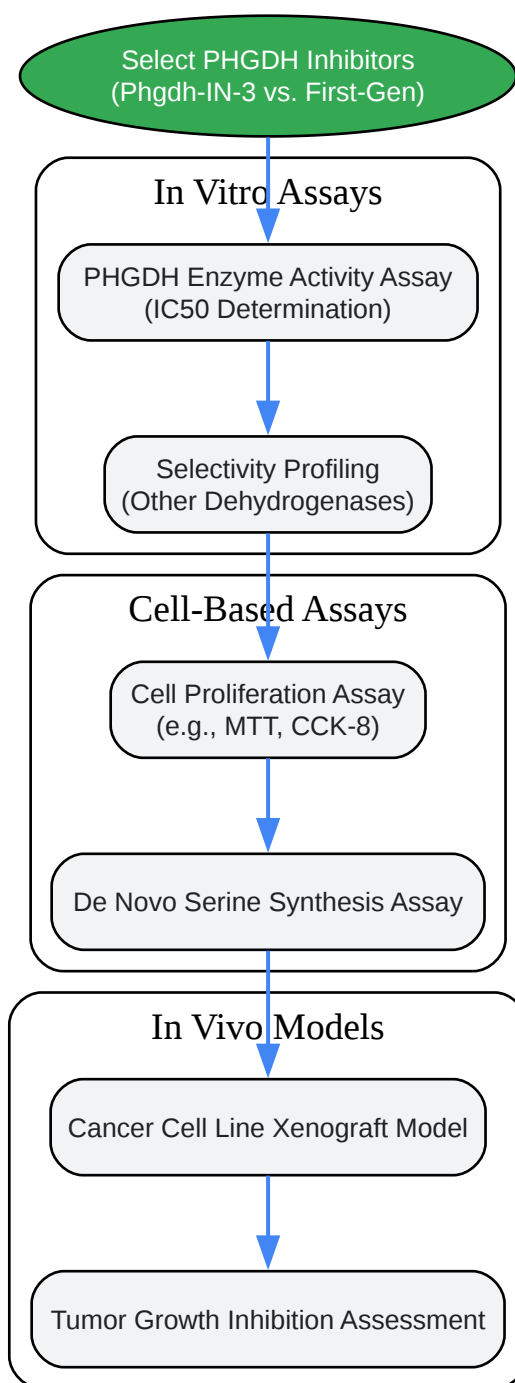 Select PHGDH Inhibitors
(Phgdh-IN-3 vs. First-Gen)
In Vitro Assays
PHGDH Enzyme Activity Assay
(IC50 Determination)
Selectivity Profiling
(Other Dehydrogenases)
Cell-Based Assays
Cell Proliferation Assay
(e.g., MTT, CCK-8)
De Novo Serine Synthesis Assay
In Vivo Models
Cancer Cell Line Xenograft Model
Tumor Growth Inhibition Assessment